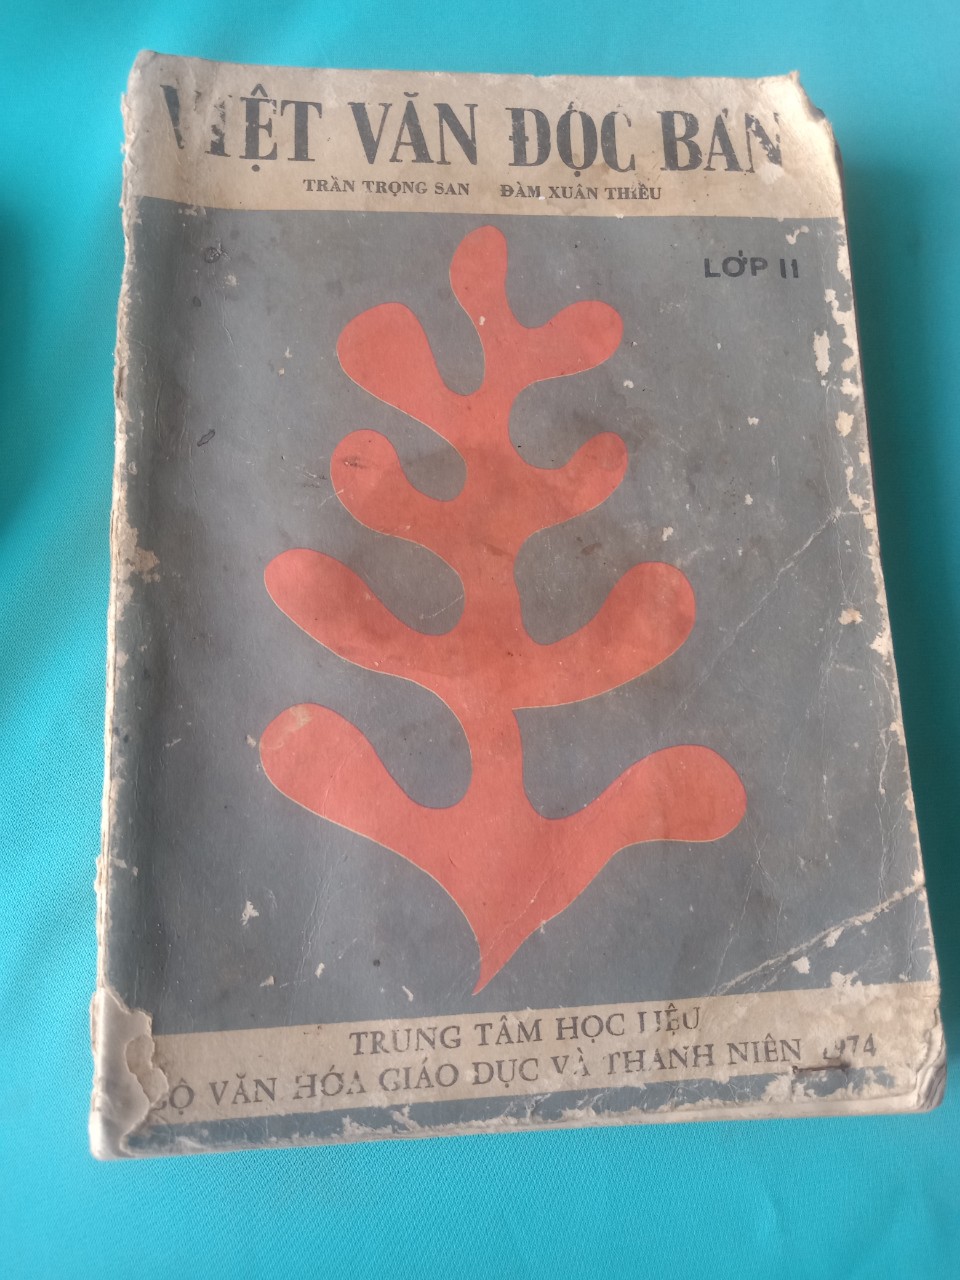 VIỆT VĂN ĐỌC BẢN
TRẦN TRỌNG SAN ĐÀM XUÂN THIỀU
LỚP 11
TRUNG TÂM HỌC LIỆU
BỘ VĂN HÓA GIÁO DỤC VÀ THANH NIÊN 1974